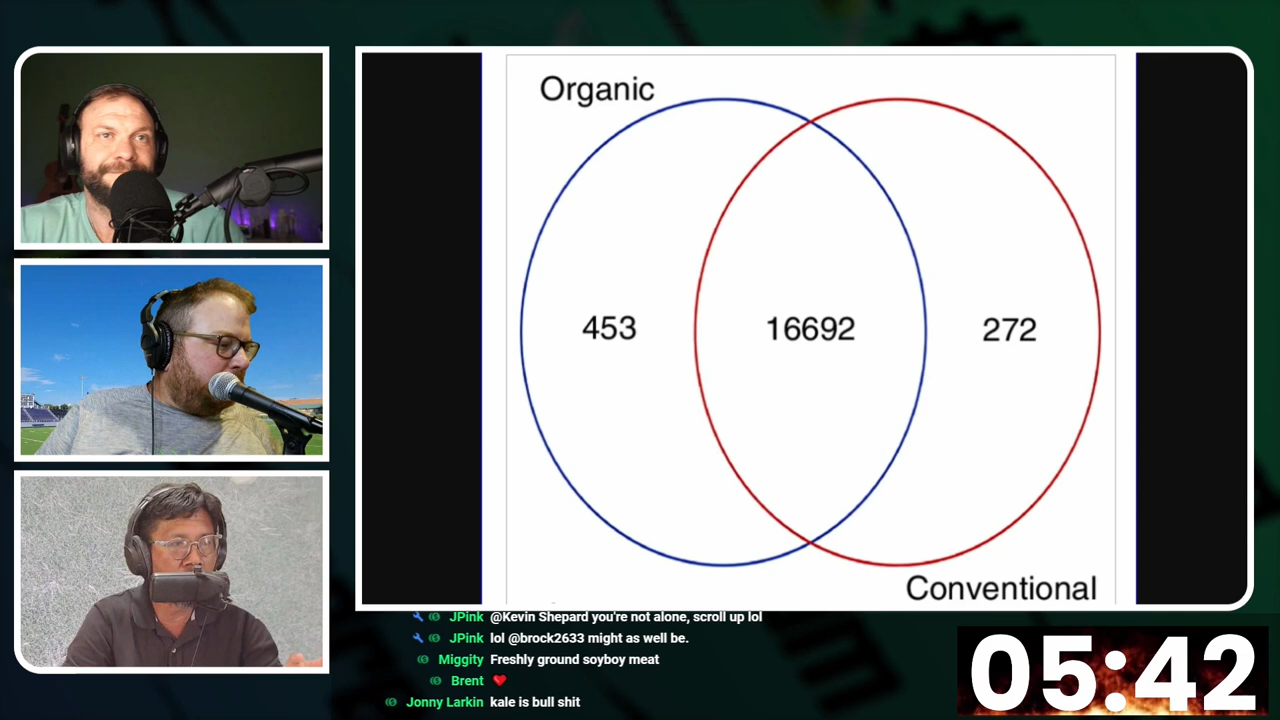 Organic
453
16692
272
Conventional
JPink @Kevin Shepard you're not alone, scroll up lol
JPink lol @brock2633 might as well be.
Miggity Freshly ground soyboy meat
Brent ❤️
Jonny Larkin kale is bull shit
05:42